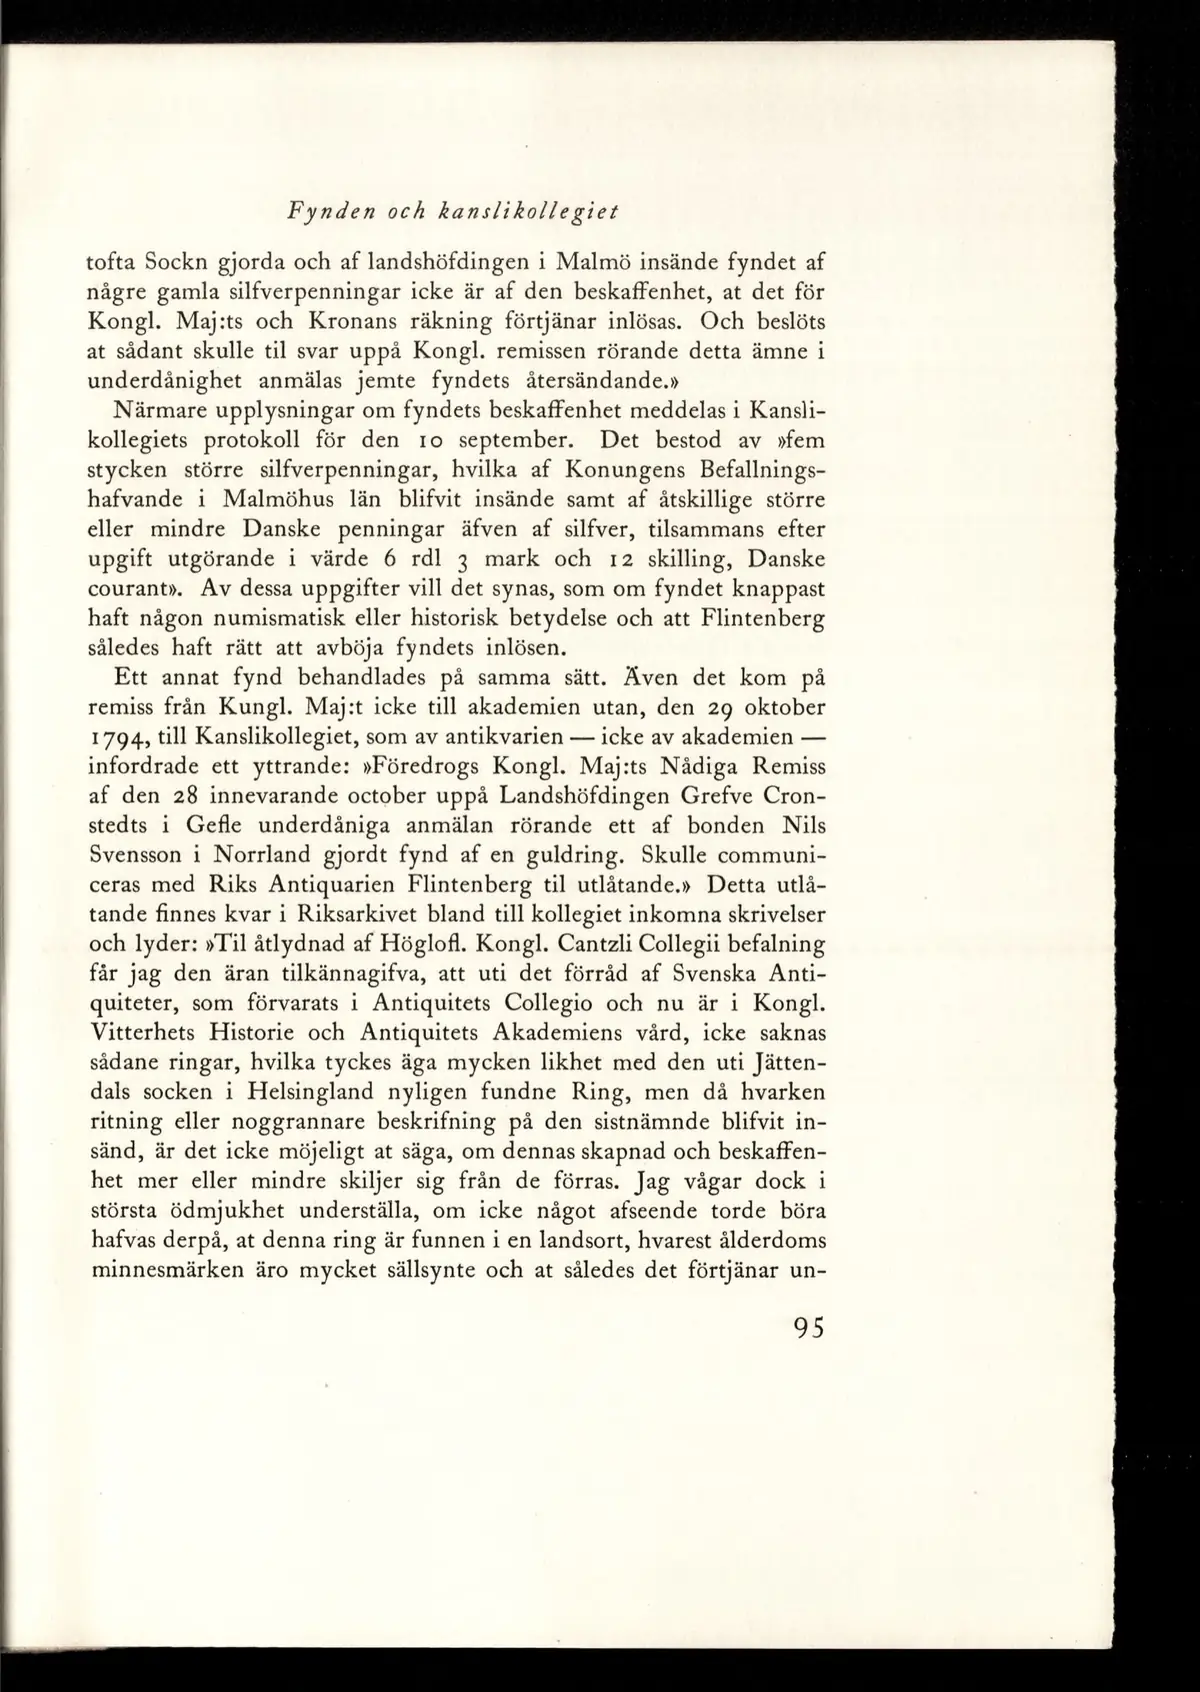 Fynden och kanslikollegiet
tofta Sockn gjorda och af landshöfdingen i Malmö insände fyndet af
någre gamla silfverpenningar icke är af den beskaffenhet, at det för
Kongl. Maj:ts och Kronans räkning förtjänar inlösas. Och beslöts
at sådant skulle til svar uppå Kongl. remissen rörande detta ämne i
underdånighet anmälas jemte fyndets återsändande.»
Närmare upplysningar om fyndets beskaffenhet meddelas i Kansli-
kollegiets protokoll för den 10 september. Det bestod av »fem
stycken större silfverpenningar, hvilka af Konungens Befallnings-
hafvande i Malmöhus län blifvit insände samt af åtskillige större
eller mindre Danske penningar äfven af silfver, tilsammans efter
upgift utgörande i värde 6 rdl 3 mark och 12 skilling, Danske
courant». Av dessa uppgifter vill det synas, som om fyndet knappast
haft någon numismatisk eller historisk betydelse och att Flintenberg
således haft rätt att avböja fyndets inlösen.
Ett annat fynd behandlades på samma sätt. Även det kom på
remiss från Kungl. Maj:t icke till akademien utan, den 29 oktober
1794, till Kanslikollegiet, som av antikvarien — icke av akademien —
infordrade ett yttrande: »Föredrogs Kongl. Maj:ts Nådiga Remiss
af den 28 innevarande october uppå Landshöfdingen Grefve Cron-
stedts i Gefle underdåniga anmälan rörande ett af bonden Nils
Svensson i Norrland gjordt fynd af en guldring. Skulle communi-
ceras med Riks Antiquarien Flintenberg til utlåtande.» Detta utlå-
tande finnes kvar i Riksarkivet bland till kollegiet inkomna skrivelser
och lyder: »Til åtlydnad af Höglofl. Kongl. Cantzli Collegii befalning
får jag den äran tilkännagifva, att uti det förråd af Svenska Anti-
quiteter, som förvarats i Antiquitets Collegio och nu är i Kongl.
Vitterhets Historie och Antiquitets Akademiens vård, icke saknas
sådane ringar, hvilka tyckes äga mycken likhet med den uti Jätten-
dals socken i Helsingland nyligen fundne Ring, men då hvarken
ritning eller noggrannare beskrifning på den sistnämnde blifvit in-
sänd, är det icke möjeligt at säga, om dennas skapnad och beskaffen-
het mer eller mindre skiljer sig från de förras. Jag vågar dock i
största ödmjukhet underställa, om icke något afseende torde böra
hafvas derpå, at denna ring är funnen i en landsort, hvarest ålderdoms
minnesmärken äro mycket sällsynte och at således det förtjänar un-
95